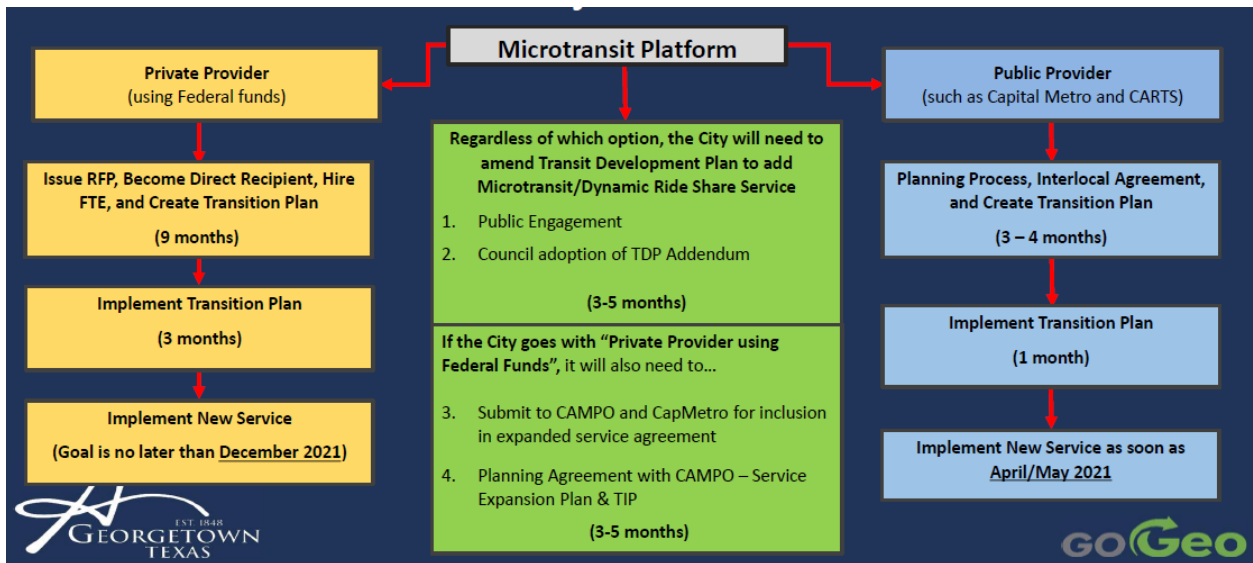 Microtransit Platform
Private Provider
(using Federal funds)
Issue RFP, Become Direct Recipient, Hire
FTE, and Create Transition Plan
(9 months)
Implement Transition Plan
(3 months)
Implement New Service
(Goal is no later than December 2021)
Regardless of which option, the City will need to
amend Transit Development Plan to add
Microtransit/Dynamic Ride Share Service
1. Public Engagement
2. Council adoption of TDP Addendum
(3-5 months)
If the City goes with “Private Provider using
Federal Funds”, it will also need to…
3. Submit to CAMPO and CapMetro for inclusion
in expanded service agreement
4. Planning Agreement with CAMPO – Service
Expansion Plan & TIP
(3-5 months)
Public Provider
(such as Capital Metro and CARTS)
Planning Process, Interlocal Agreement,
and Create Transition Plan
(3 – 4 months)
Implement Transition Plan
(1 month)
Implement New Service as soon as
April/May 2021
EST. 1848
GEORGETOWN
TEXAS
GOGeo